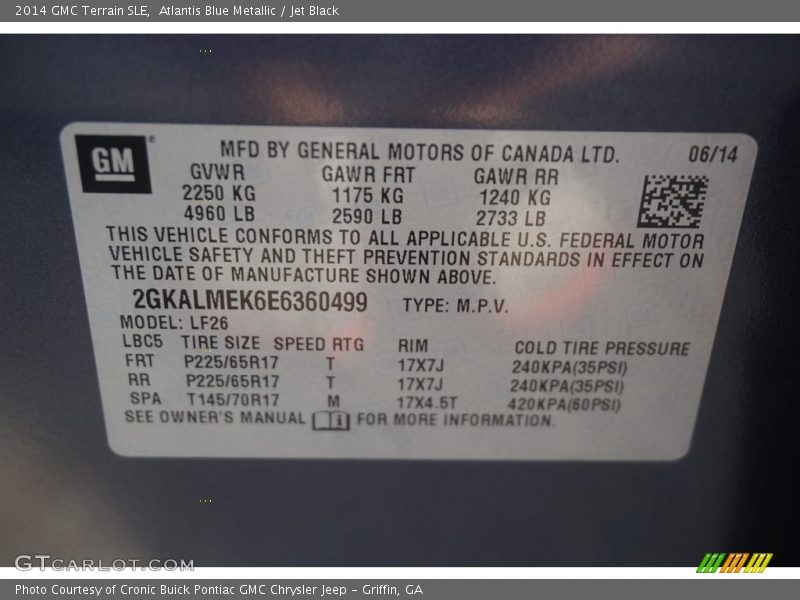 2014 GMC Terrain SLE, Atlantis Blue Metallic / Jet Black
GM
MFD BY GENERAL MOTORS OF CANADA LTD. 06/14
GVWR GAWR FRT GAWR RR
2250 KG 1175 KG 1240 KG
4960 LB 2590 LB 2733 LB
THIS VEHICLE CONFORMS TO ALL APPLICABLE U.S. FEDERAL MOTOR
VEHICLE SAFETY AND THEFT PREVENTION STANDARDS IN EFFECT ON
THE DATE OF MANUFACTURE SHOWN ABOVE.
2GKALMEK6E6360499 TYPE: M.P.V.
MODEL: LF26
LBC5 TIRE SIZE SPEED RTG RIM COLD TIRE PRESSURE
FRT P225/65R17 T 17X7J 240KPA(35PSI)
RR P225/65R17 T 17X7J 240KPA(35PSI)
SPA T145/70R17 M 17X4.5T 420KPA(60PSI)
SEE OWNER'S MANUAL i FOR MORE INFORMATION.
GTCARLOT.COM
Photo Courtesy of Cronic Buick Pontiac GMC Chrysler Jeep - Griffin, GA